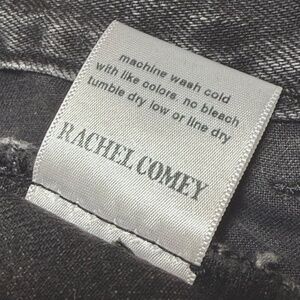 machine wash cold
with like colors. no bleach
tumble dry low or line dry
RACHEL COMEY